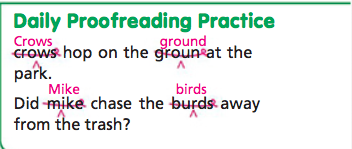 Daily Proofreading Practice
Crows ground
crows hop on the groun at the
park.
Mike birds
Did mike chase the burds away
from the trash?